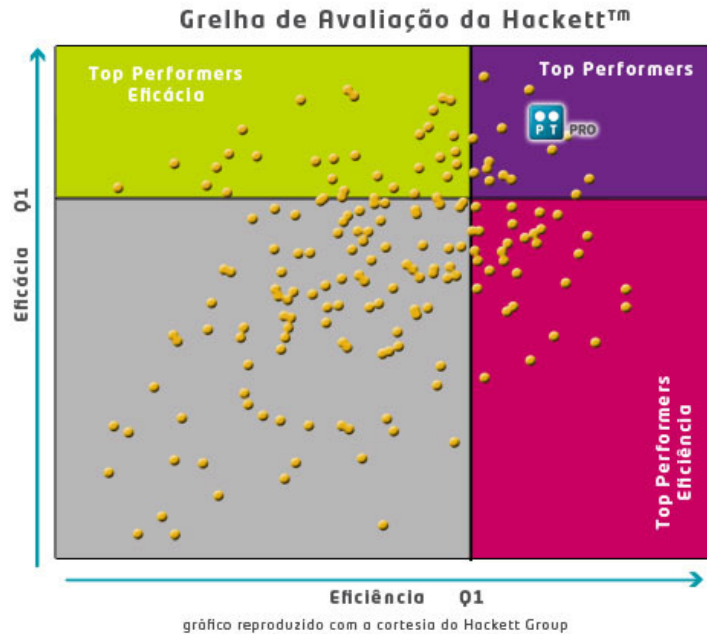 Grelha de Avaliação da Hackett™
Top Performers
Eficácia
Top Performers
PT PRO
Eficácia Q1
Top Performers
Eficiência
Eficiência Q1
gráfico reproduzido com a cortesia do Hackett Group